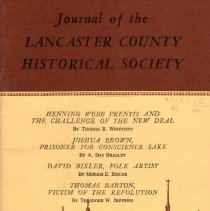 Journal of the
LANCASTER COUNTY
HISTORICAL SOCIETY
HENNING WEBB PRENTIS AND
THE CHALLENGE OF THE NEW DEAL
BY THOMAS R. WINPENNY
JOSHUA BROWN,
PRISONER FOR CONSCIENCE SAKE
BY A. DAY BRADLEY
DAVID BIXLER, FOLK ARTIST
BY MIRIAM E. BIXLER
THOMAS BARTON,
VICTIM OF THE REVOLUTION
BY THEODORE W. JEFFRIES